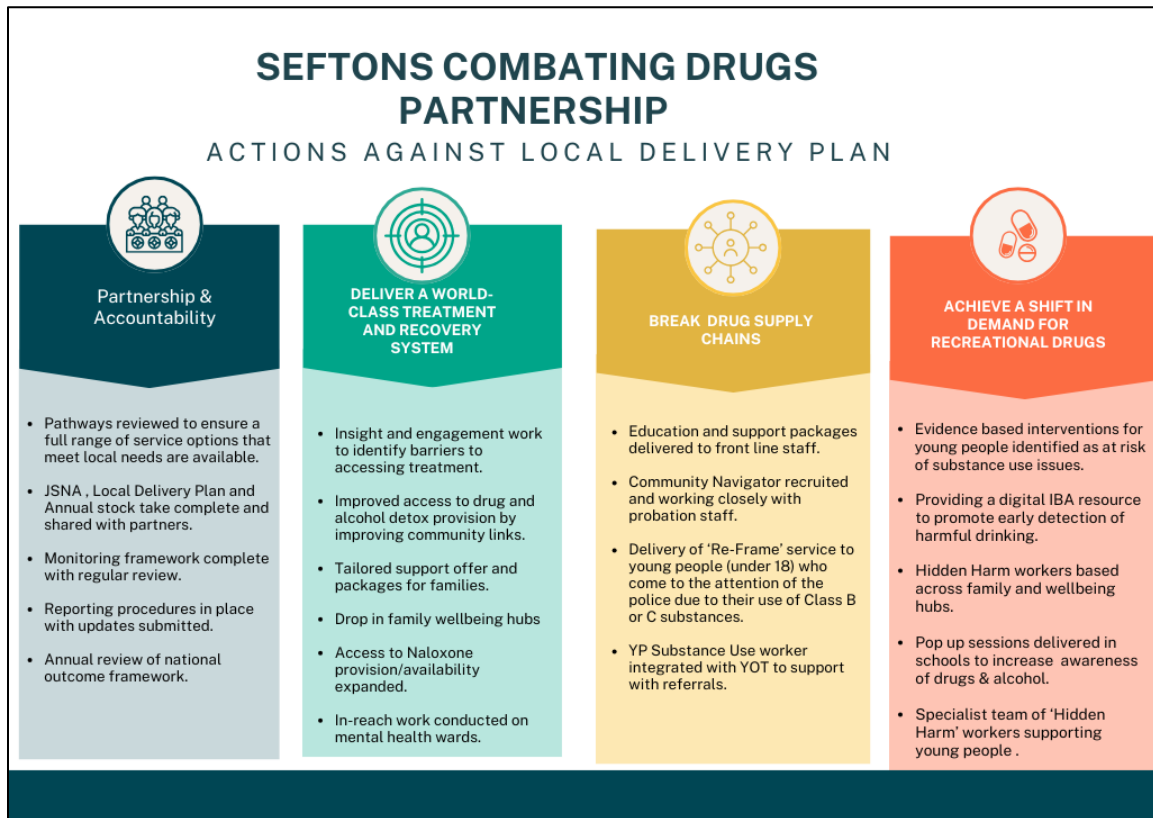 SEFTONS COMBATING DRUGS
PARTNERSHIP
ACTIONS AGAINST LOCAL DELIVERY PLAN
Partnership &
Accountability
• Pathways reviewed to ensure a
full range of service options that
meet local needs are available.
• JSNA , Local Delivery Plan and
Annual stock take complete and
shared with partners.
• Monitoring framework complete
with regular review.
• Reporting procedures in place
with updates submitted.
• Annual review of national
outcome framework.
DELIVER A WORLD-
CLASS TREATMENT
AND RECOVERY
SYSTEM
• Insight and engagement work
to identify barriers to
accessing treatment.
• Improved access to drug and
alcohol detox provision by
improving community links.
• Tailored support offer and
packages for families.
• Drop in family wellbeing hubs
• Access to Naloxone
provision/availability
expanded.
• In-reach work conducted on
mental health wards.
BREAK DRUG SUPPLY
CHAINS
• Education and support packages
delivered to front line staff.
• Community Navigator recruited
and working closely with
probation staff.
• Delivery of ‘Re-Frame’ service to
young people (under 18) who
come to the attention of the
police due to their use of Class B
or C substances.
• YP Substance Use worker
integrated with YOT to support
with referrals.
ACHIEVE A SHIFT IN
DEMAND FOR
RECREATIONAL DRUGS
• Evidence based interventions for
young people identified as at risk
of substance use issues.
• Providing a digital IBA resource
to promote early detection of
harmful drinking.
• Hidden Harm workers based
across family and wellbeing
hubs.
• Pop up sessions delivered in
schools to increase awareness
of drugs & alcohol.
• Specialist team of ‘Hidden
Harm’ workers supporting
young people .